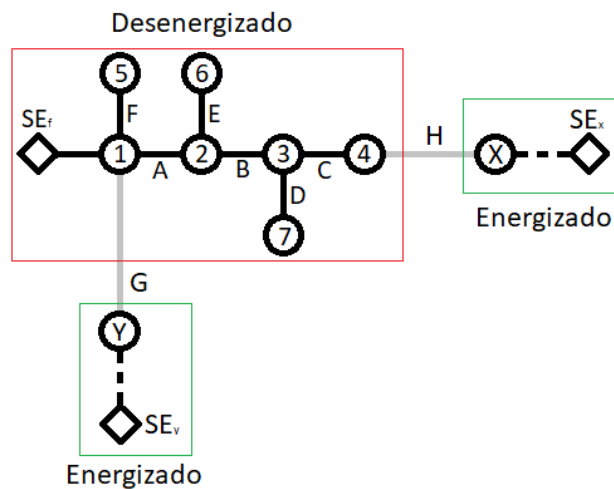 Desenergizado
5
6
SEf
F
E
H
SEx
1
2
3
4
X
A
B
C
D
7
Energizado
G
Y
SEy
Energizado